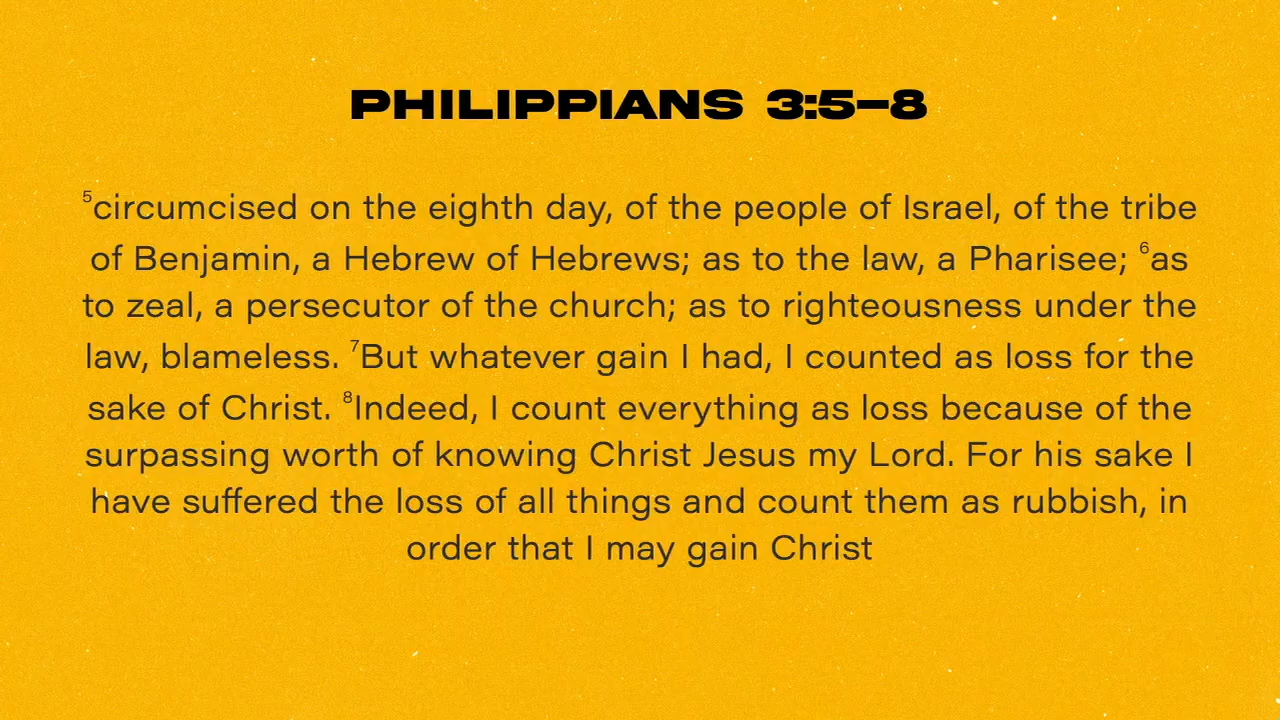 PHILIPPIANS 3:5–8
⁵circumcised on the eighth day, of the people of Israel, of the tribe
of Benjamin, a Hebrew of Hebrews; as to the law, a Pharisee; ⁶as
to zeal, a persecutor of the church; as to righteousness under the
law, blameless. ⁷But whatever gain I had, I counted as loss for the
sake of Christ. ⁸Indeed, I count everything as loss because of the
surpassing worth of knowing Christ Jesus my Lord. For his sake I
have suffered the loss of all things and count them as rubbish, in
order that I may gain Christ